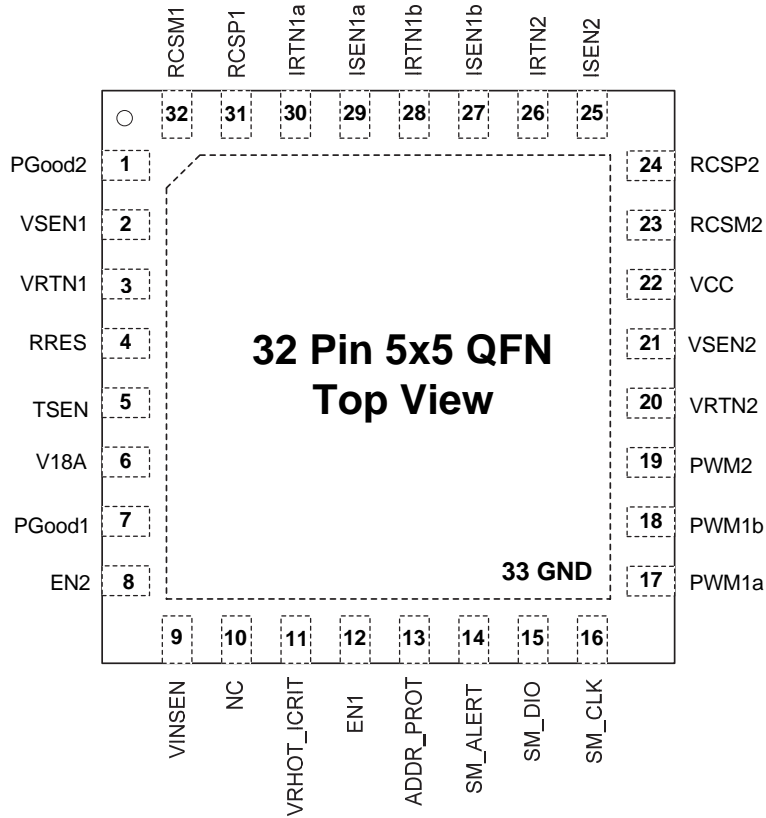 RCSM1
RCSP1
IRTN1a
ISEN1a
IRTN1b
ISEN1b
IRTN2
ISEN2
32
31
30
29
28
27
26
25
PGood2 1
VSEN1 2
VRTN1 3
RRES 4
TSEN 5
V18A 6
PGood1 7
EN2 8
32 Pin 5x5 QFN
Top View
33 GND
24 RCSP2
23 RCSM2
22 VCC
21 VSEN2
20 VRTN2
19 PWM2
18 PWM1b
17 PWM1a
9
10
11
12
13
14
15
16
VINSEN
NC
VRHOT_ICRIT
EN1
ADDR_PROT
SM_ALERT
SM_DIO
SM_CLK